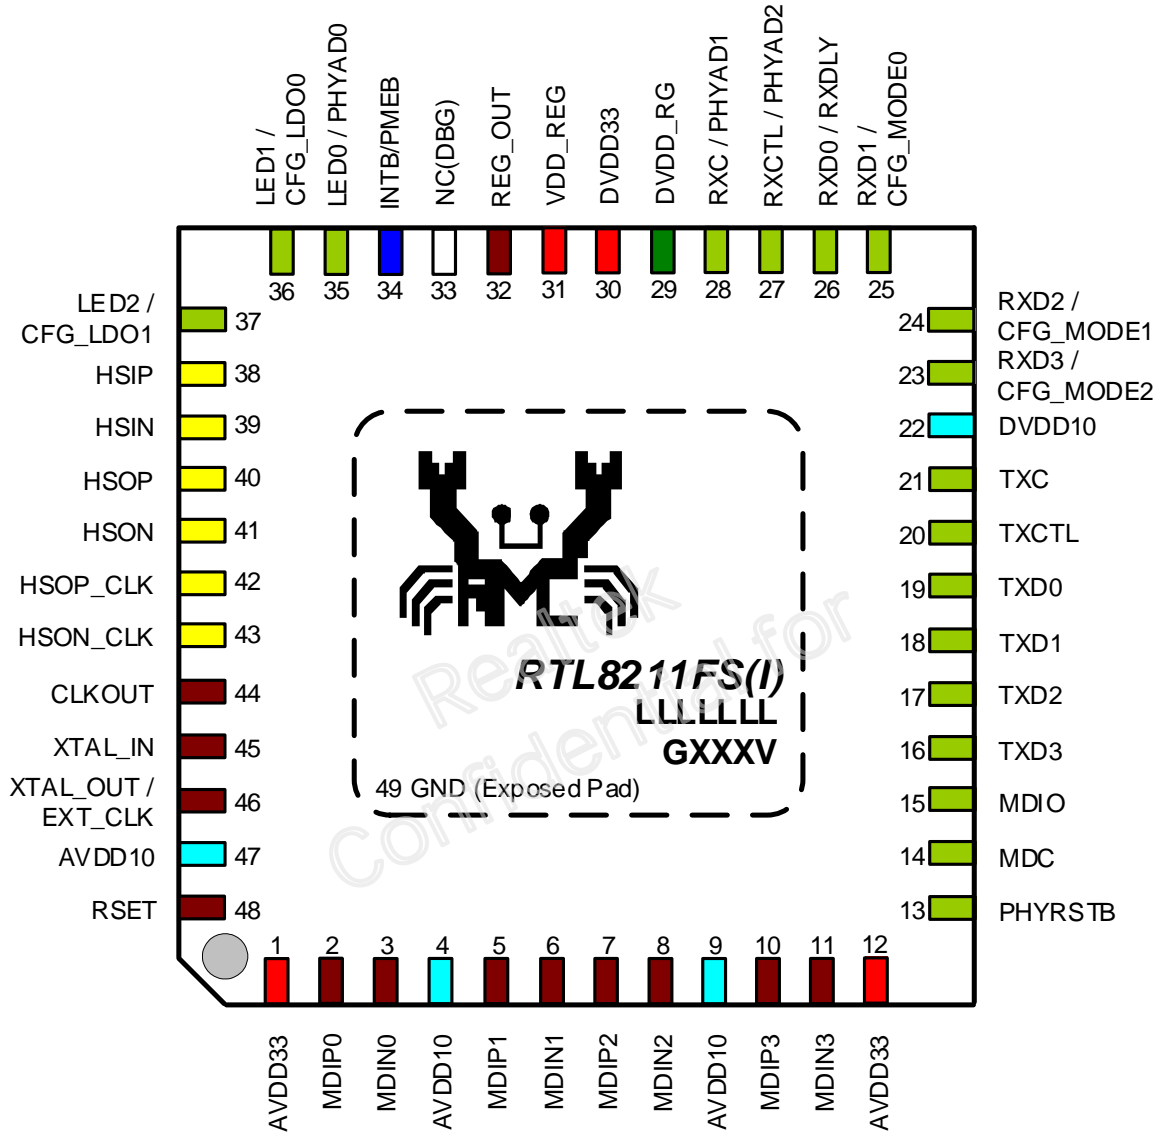 LED1 /
CFG_LDO0
LED0 / PHYAD0
INTB/PMEB
NC(DBG)
REG_OUT
VDD_REG
DVDD33
DVDD_RG
RXC / PHYAD1
RXCTL / PHYAD2
RXD0 / RXDLY
RXD1 /
CFG_MODE0
36 35 34 33 32 31 30 29 28 27 26 25
LED2 /
CFG_LDO1
37
HSIP 38
HSIN 39
HSOP 40
HSON 41
HSOP_CLK 42
HSON_CLK 43
CLKOUT 44
XTAL_IN 45
XTAL_OUT /
EXT_CLK
46
AVDD10 47
RSET 48
24
RXD2 /
CFG_MODE1
23
RXD3 /
CFG_MODE2
22 DVDD10
21 TXC
20 TXCTL
19 TXD0
18 TXD1
17 TXD2
16 TXD3
15 MDIO
14 MDC
13 PHYRSTB
RTL8211FS(I)
LLLLLLL
GXXXV
49 GND (Exposed Pad)
Realtek
Confidential for
1 2 3 4 5 6 7 8 9 10 11 12
AVDD33
MDIP0
MDIN0
AVDD10
MDIP1
MDIN1
MDIP2
MDIN2
AVDD10
MDIP3
MDIN3
AVDD33